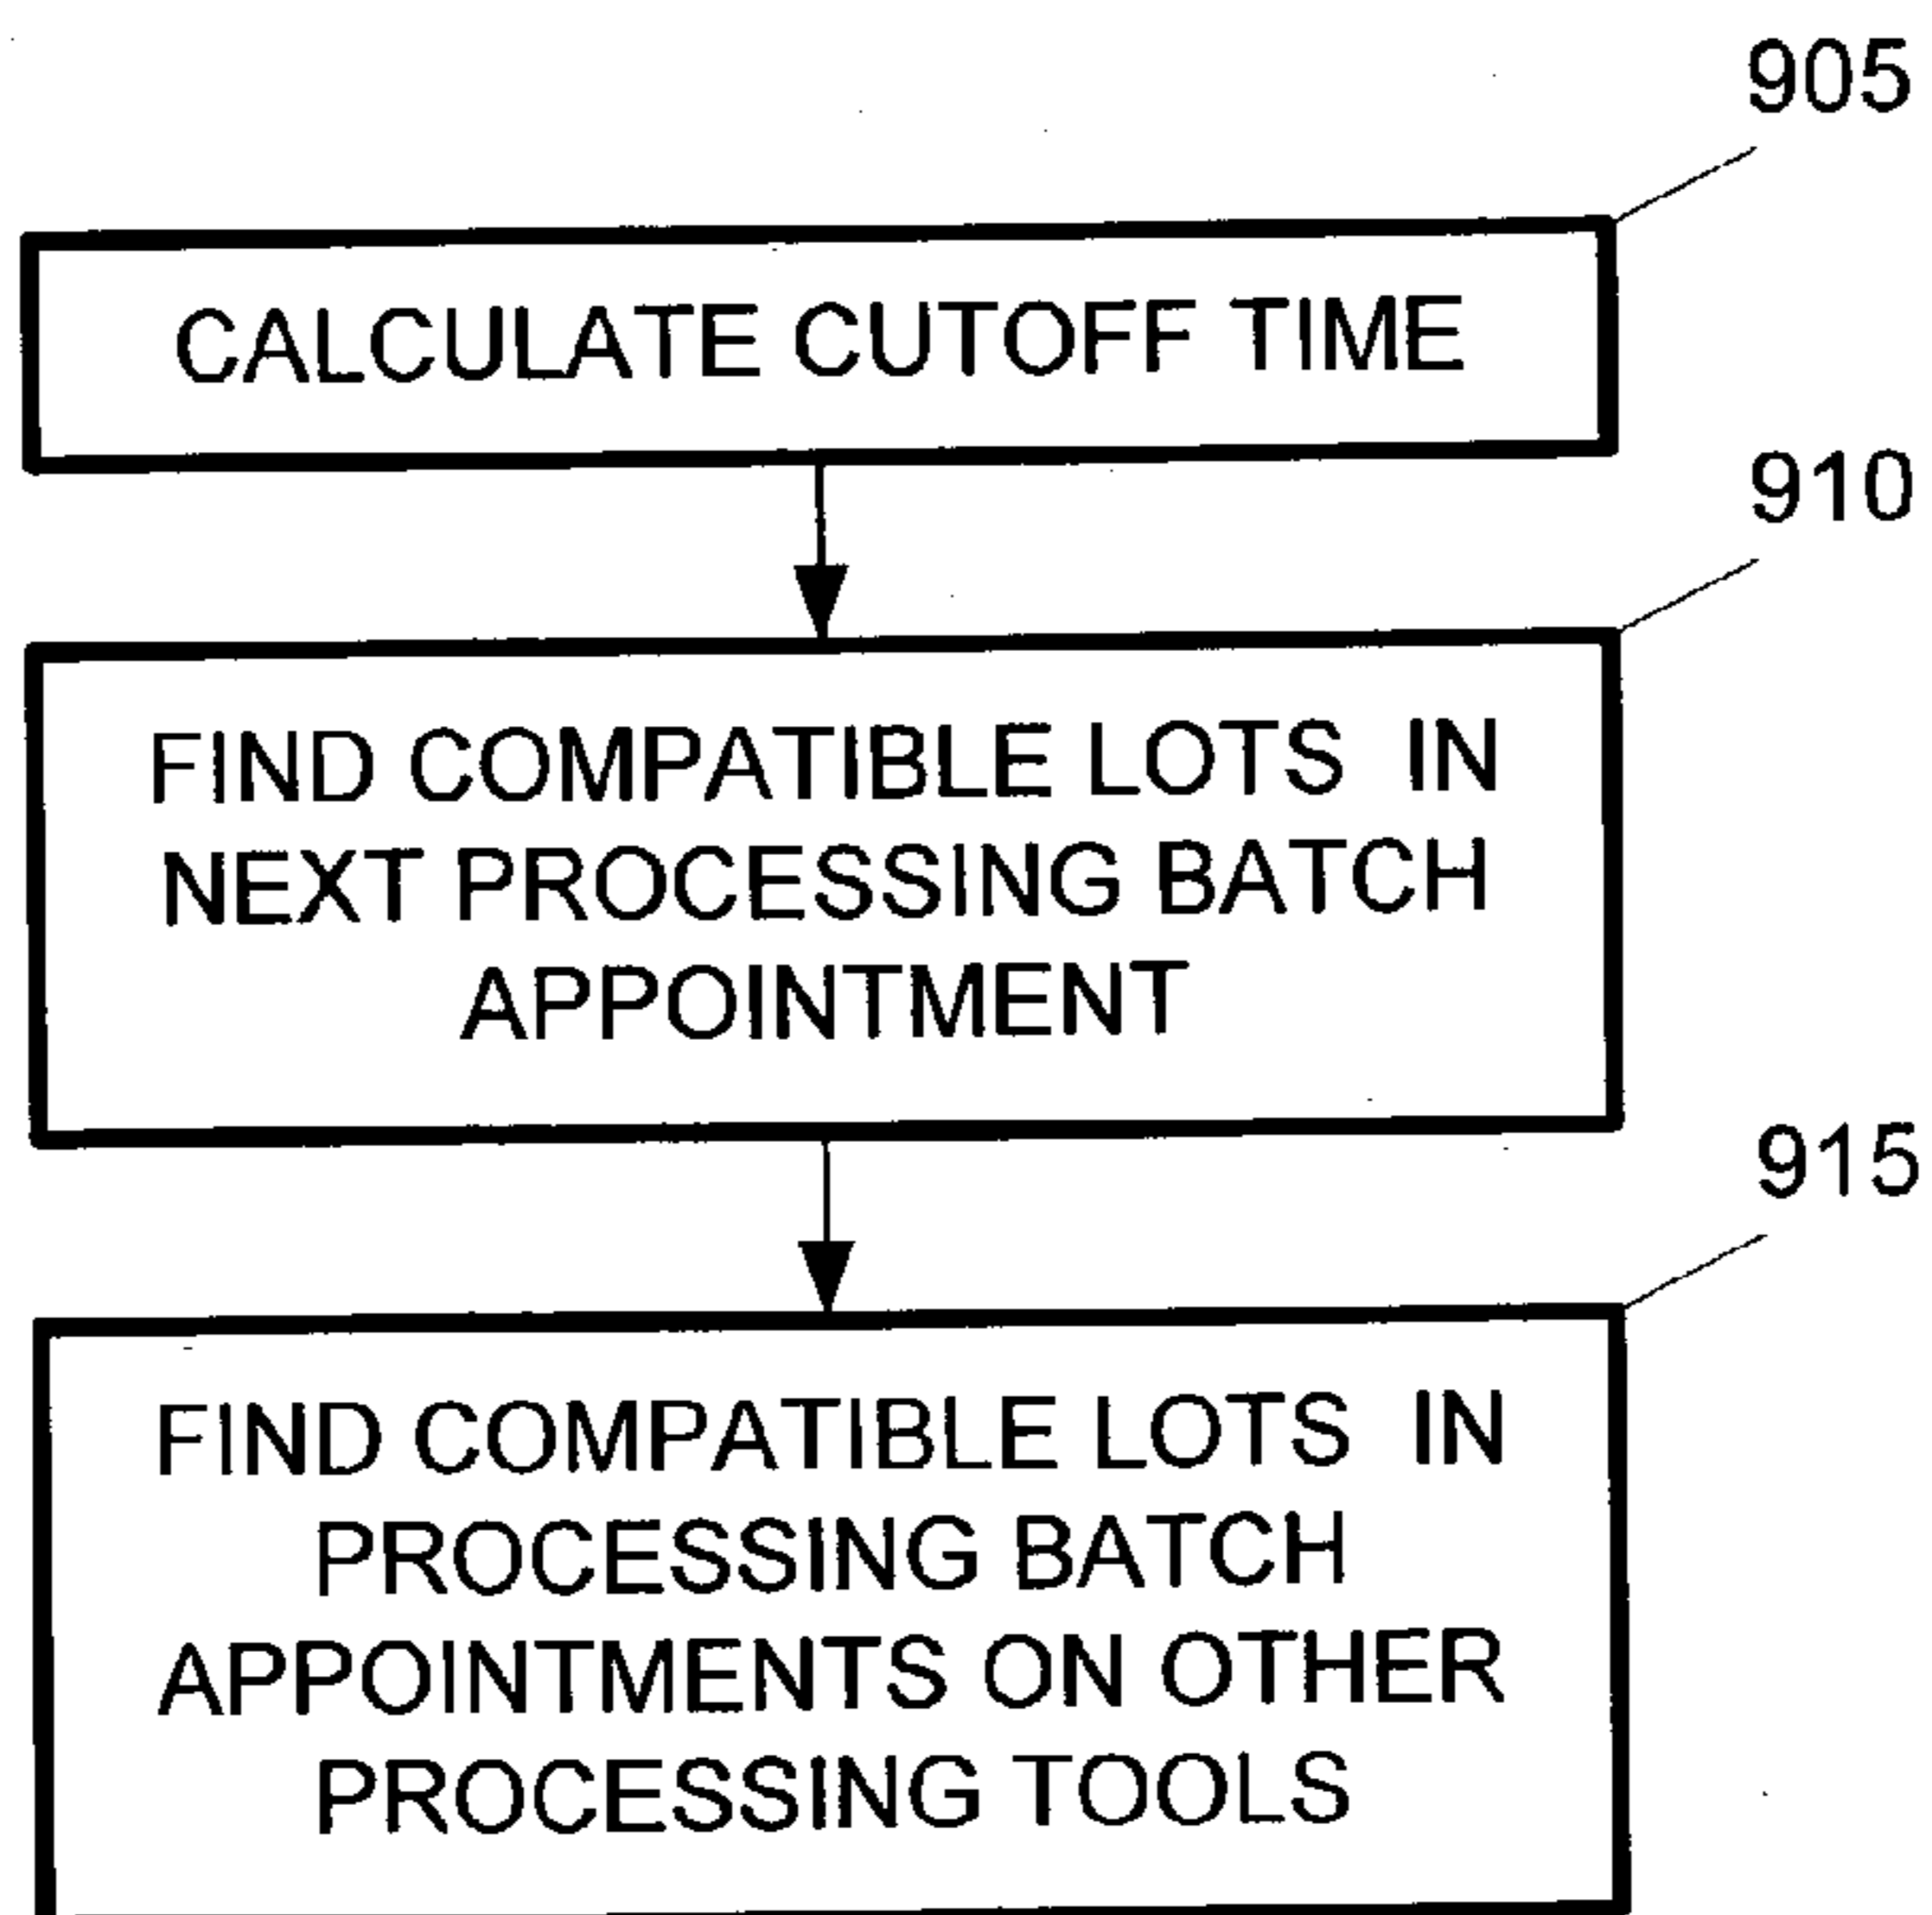 905
CALCULATE CUTOFF TIME
910
FIND COMPATIBLE LOTS IN
NEXT PROCESSING BATCH
APPOINTMENT
915
FIND COMPATIBLE LOTS IN
PROCESSING BATCH
APPOINTMENTS ON OTHER
PROCESSING TOOLS